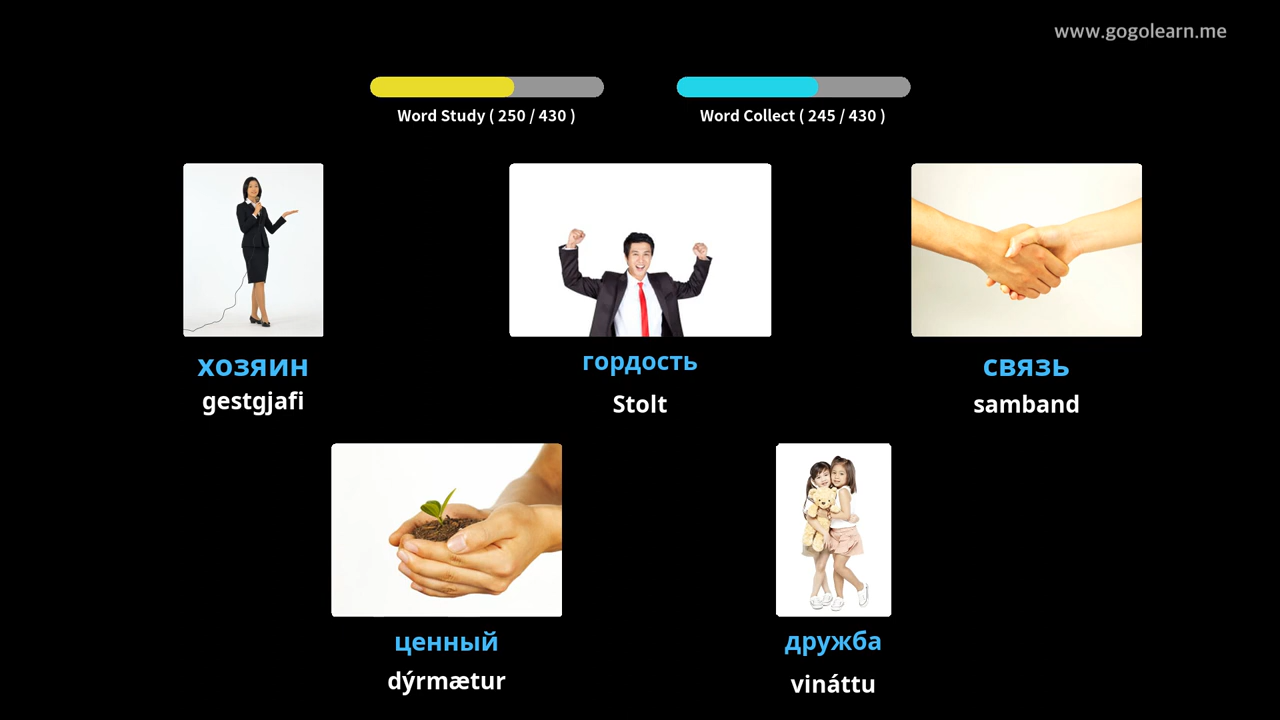 www.gogolearn.me
Word Study ( 250 / 430 )
Word Collect ( 245 / 430 )
хозяин
gestgjafi
гордость
Stolt
связь
samband
ценный
dýrmætur
дружба
vináttu